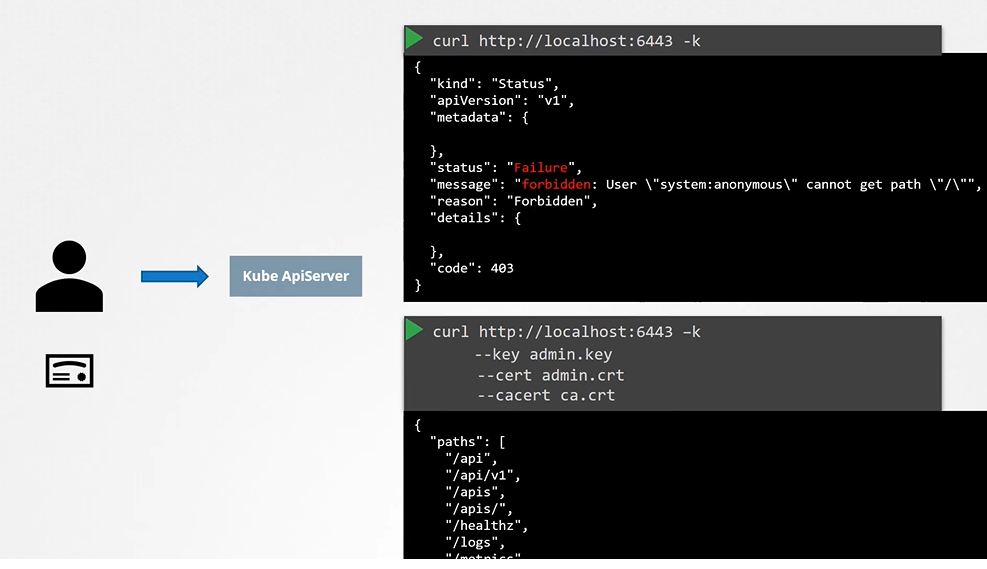 curl http://localhost:6443 -k
{
"kind": "Status",
"apiVersion": "v1",
"metadata": {
},
"status": "Failure",
"message": "forbidden: User \"system:anonymous\" cannot get path \"/\"",
"reason": "Forbidden",
"details": {
},
"code": 403
}
Kube ApiServer
curl http://localhost:6443 –k
--key admin.key
--cert admin.crt
--cacert ca.crt
{
"paths": [
"/api",
"/api/v1",
"/apis",
"/apis/",
"/healthz",
"/logs",
"/metrics"